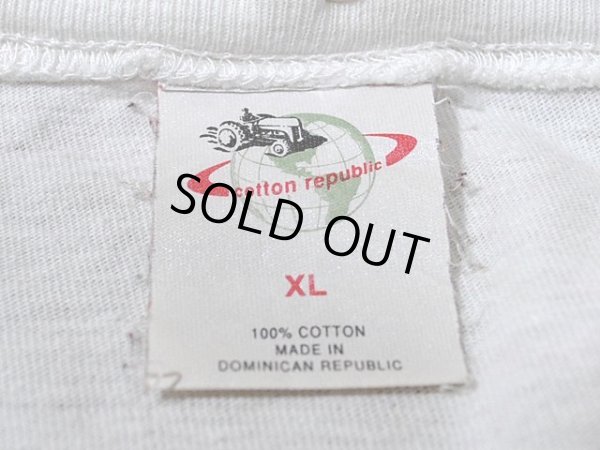 cotton republic
SOLD OUT
XL
100% COTTON
MADE IN
DOMINICAN REPUBLIC